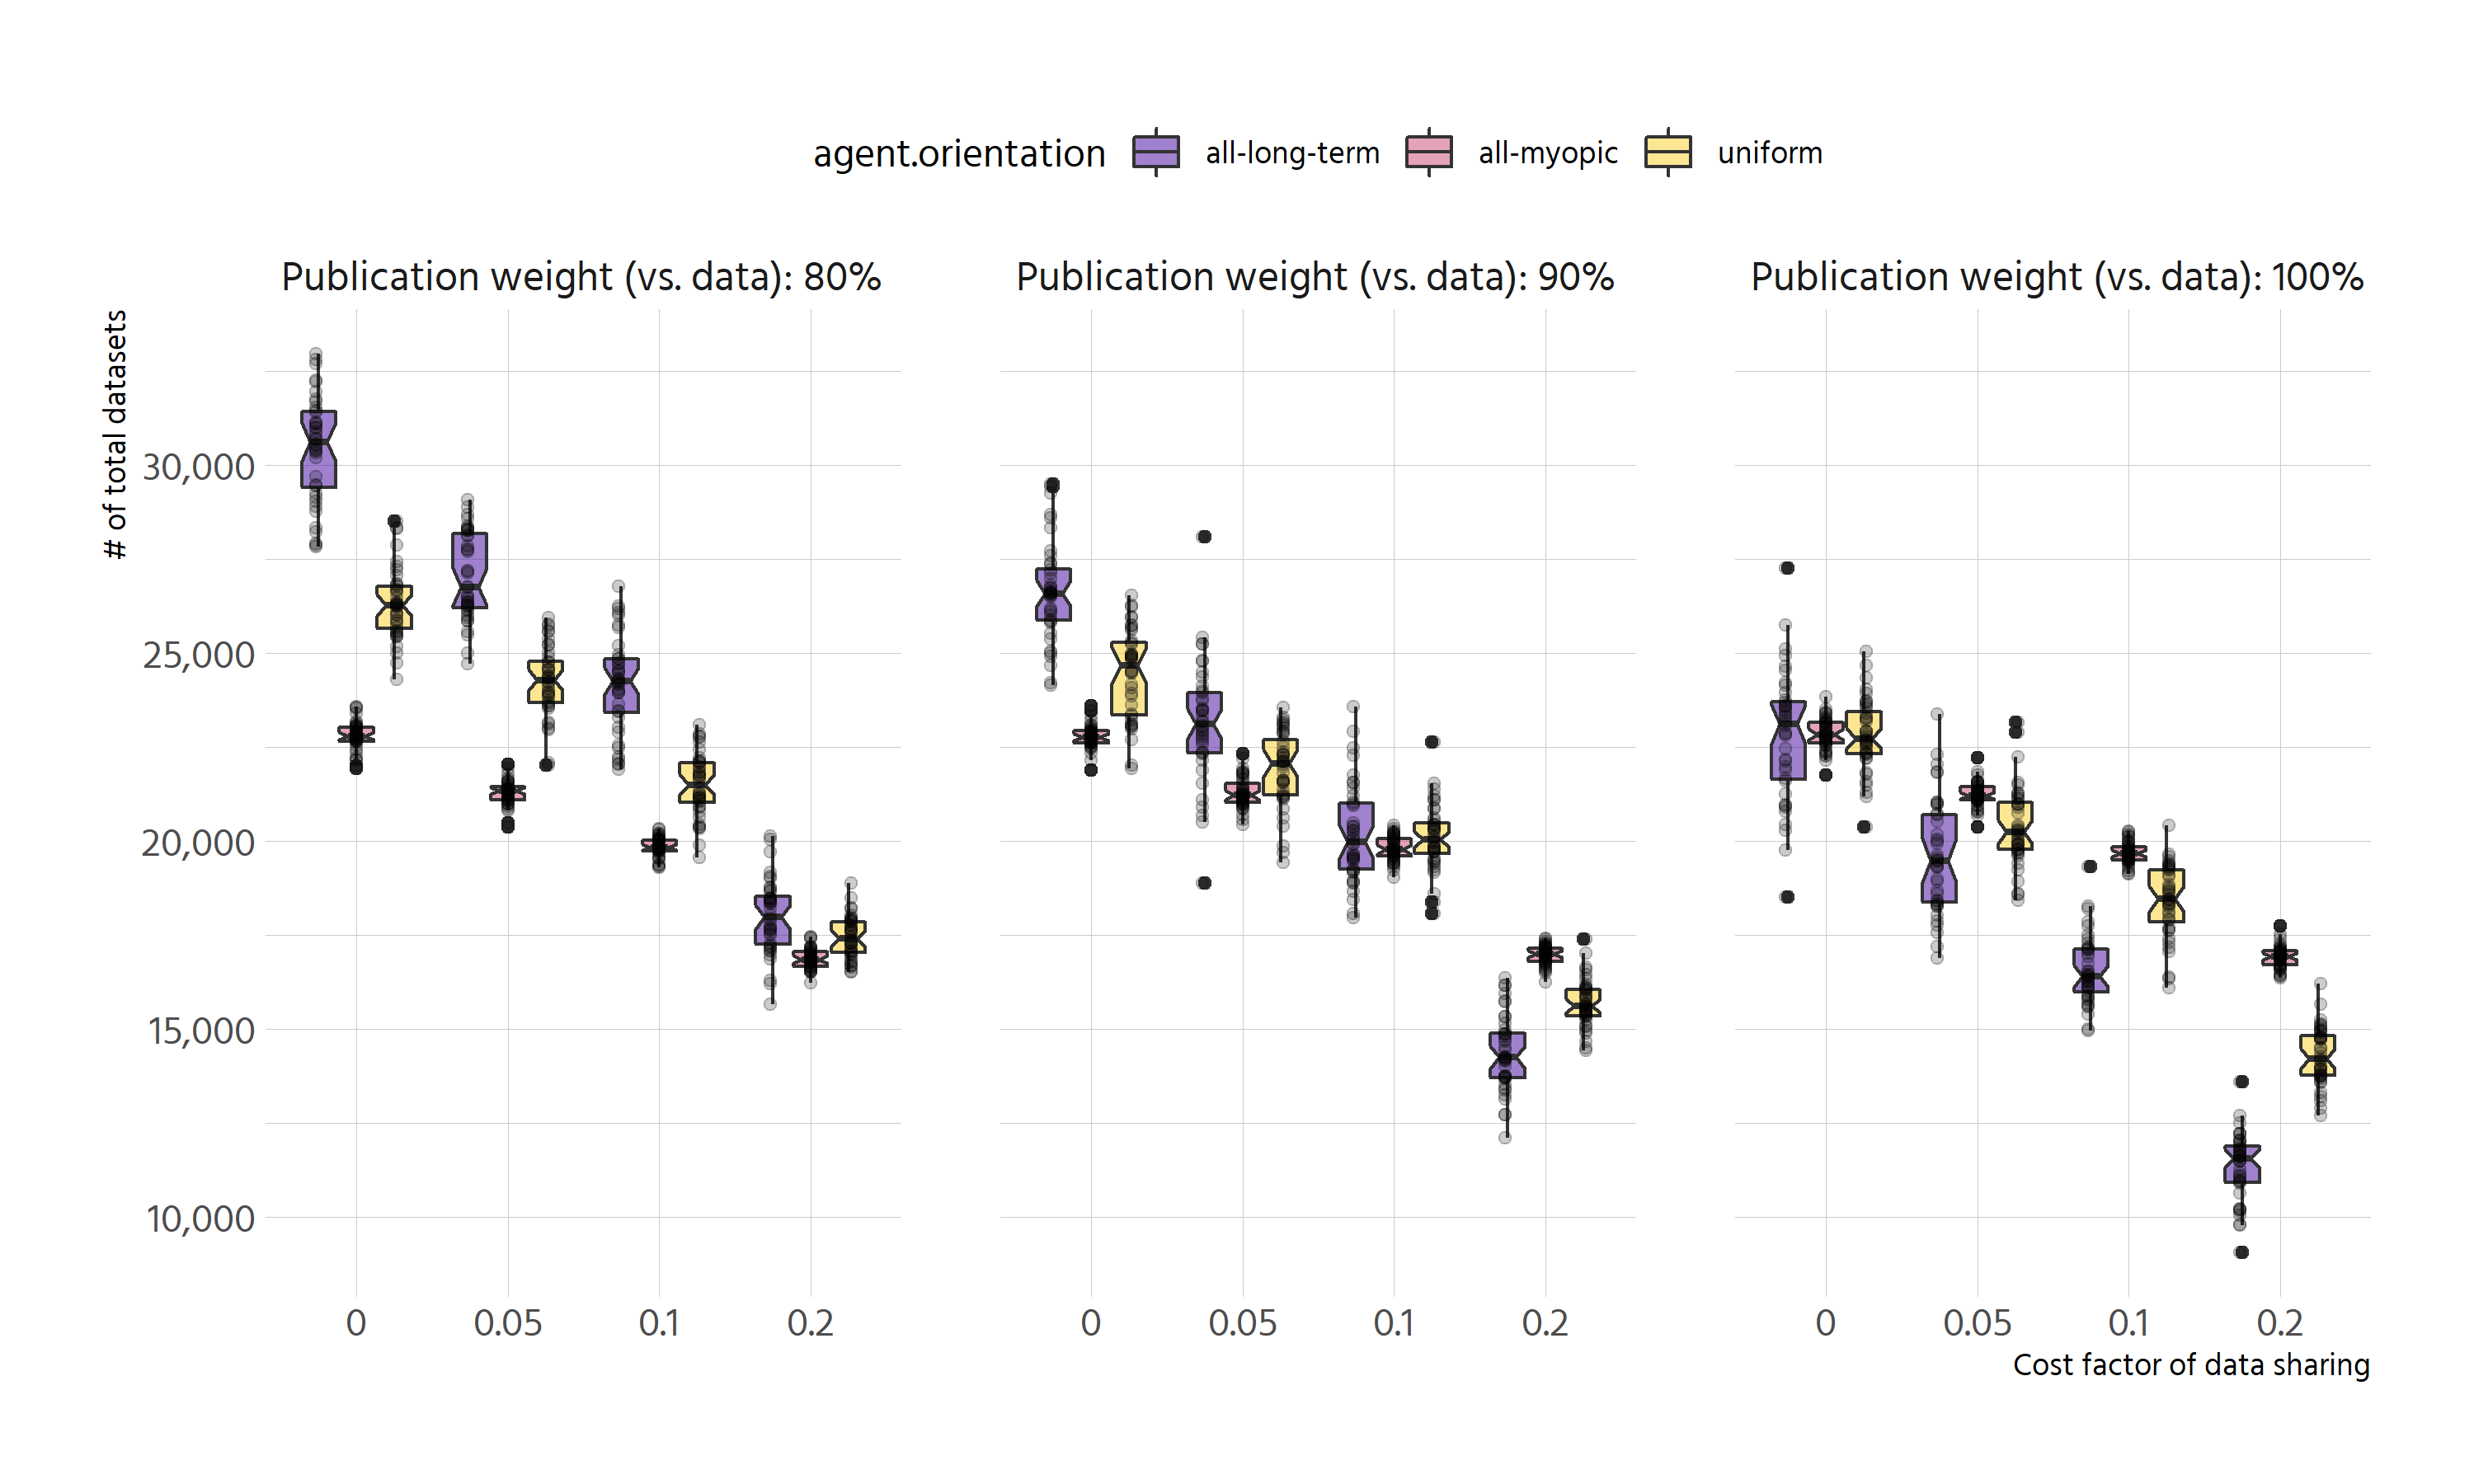 agent.orientation all-long-term all-myopic uniform
Publication weight (vs. data): 80% Publication weight (vs. data): 90% Publication weight (vs. data): 100%
# of total datasets
30,000
25,000
20,000
15,000
10,000
0 0.05 0.1 0.2 0 0.05 0.1 0.2 0 0.05 0.1 0.2
Cost factor of data sharing